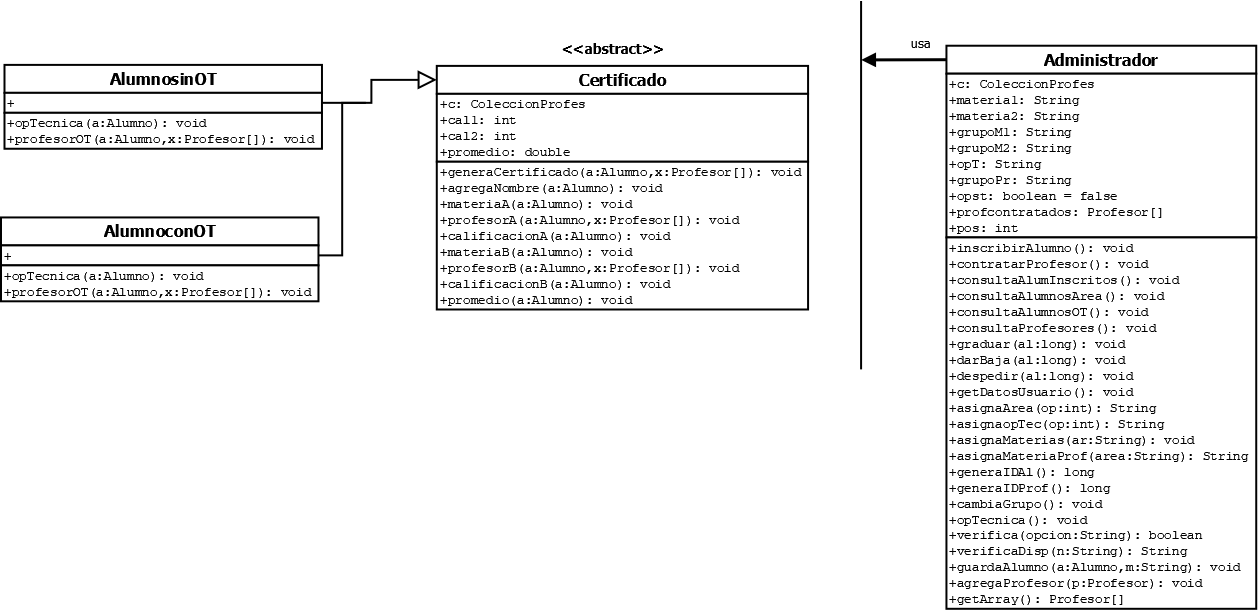 AlumnosinOT
+
+opTecnica(a:Alumno): void
+profesorOT(a:Alumno,x:Profesor[]): void
AlumnoconOT
+
+opTecnica(a:Alumno): void
+profesorOT(a:Alumno,x:Profesor[]): void
<<abstract>>
Certificado
+c: ColeccionProfes
+cal1: int
+cal2: int
+promedio: double
+generaCertificado(a:Alumno,x:Profesor[]): void
+agregaNombre(a:Alumno): void
+materiaA(a:Alumno): void
+profesorA(a:Alumno,x:Profesor[]): void
+calificacionA(a:Alumno): void
+materiaB(a:Alumno): void
+profesorB(a:Alumno,x:Profesor[]): void
+calificacionB(a:Alumno): void
+promedio(a:Alumno): void
usa
Administrador
+c: ColeccionProfes
+materia1: String
+materia2: String
+grupoM1: String
+grupoM2: String
+opT: String
+grupoPr: String
+opst: boolean = false
+profcontratados: Profesor[]
+pos: int
+inscribirAlumno(): void
+contratarProfesor(): void
+consultaAlumInscritos(): void
+consultaAlumnosArea(): void
+consultaAlumnosOT(): void
+consultaProfesores(): void
+graduar(al:long): void
+darBaja(al:long): void
+despedir(al:long): void
+getDatosUsuario(): void
+asignaArea(op:int): String
+asignaopTec(op:int): String
+asignaMaterias(ar:String): void
+asignaMateriaProf(area:String): String
+generaIDAl(): long
+generaIDProf(): long
+cambiaGrupo(): void
+opTecnica(): void
+verifica(opcion:String): boolean
+verificaDisp(n:String): String
+guardaAlumno(a:Alumno,m:String): void
+agregaProfesor(p:Profesor): void
+getArray(): Profesor[]